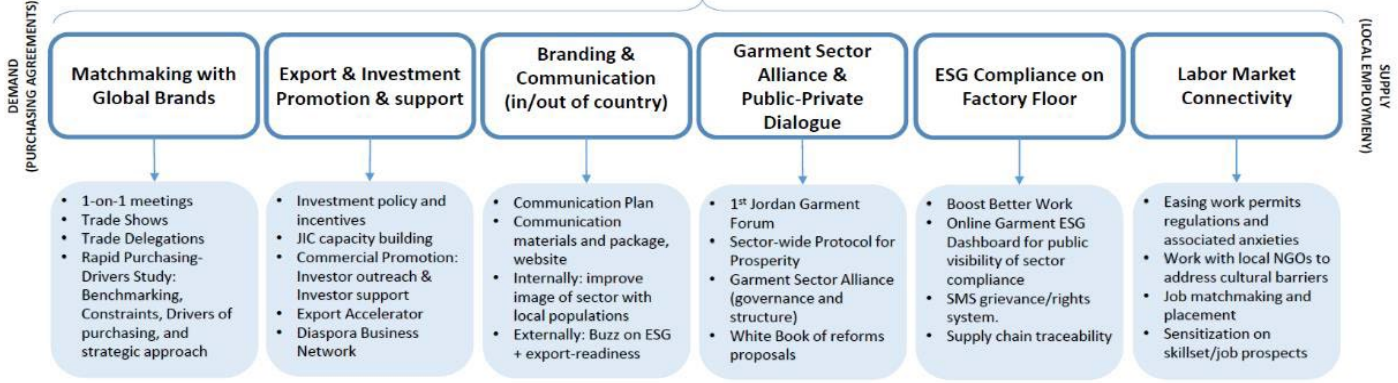 DEMAND
(PURCHASING AGREEMENTS)
Matchmaking with
Global Brands
• 1-on-1 meetings
• Trade Shows
• Trade Delegations
• Rapid Purchasing-
Drivers Study:
Benchmarking,
Constraints, Drivers of
purchasing, and
strategic approach
Export & Investment
Promotion & support
• Investment policy and
incentives
• JIC capacity building
• Commercial Promotion:
Investor outreach &
Investor support
• Export Accelerator
• Diaspora Business
Network
Branding &
Communication
(in/out of country)
• Communication Plan
• Communication
materials and package,
website
• Internally: improve
image of sector with
local populations
• Externally: Buzz on ESG
+ export-readiness
Garment Sector
Alliance &
Public-Private
Dialogue
• 1st Jordan Garment
Forum
• Sector-wide Protocol for
Prosperity
• Garment Sector Alliance
(governance and
structure)
• White Book of reforms
proposals
ESG Compliance on
Factory Floor
• Boost Better Work
• Online Garment ESG
Dashboard for public
visibility of sector
compliance
• SMS grievance/rights
system.
• Supply chain traceability
Labor Market
Connectivity
• Easing work permits
regulations and
associated anxieties
• Work with local NGOs to
address cultural barriers
• Job matchmaking and
placement
• Sensitization on
skillset/job prospects
SUPPLY
(LOCAL EMPLOYMENY)